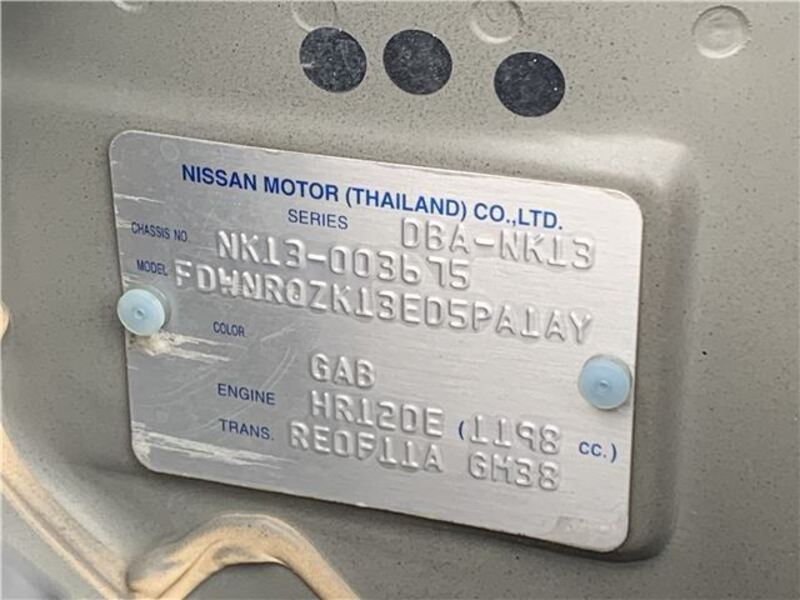 NISSAN MOTOR (THAILAND) CO.,LTD.
SERIES DBA-NK13
CHASSIS NO. NK13-003675
MODEL FDWNRQZK13ED5PA1AY
COLOR GAB
ENGINE HR12DE (1198 CC.)
TRANS. RE0F11A GH38